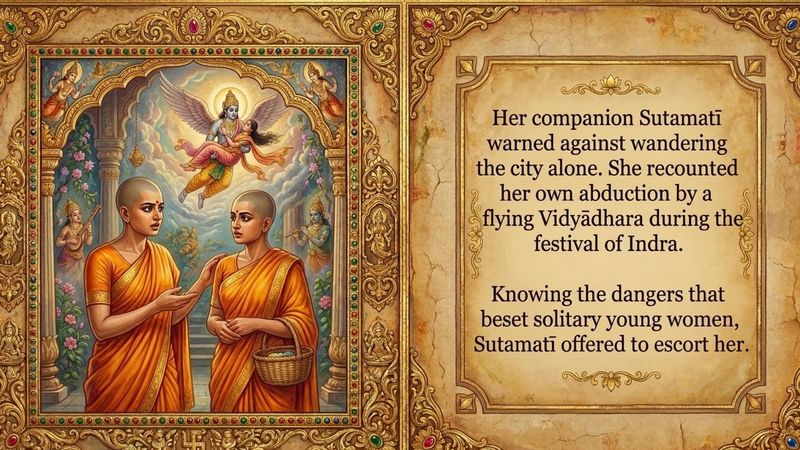 Her companion Sutamatī
warned against wandering
the city alone. She recounted
her own abduction by a
flying Vidyādhara during the
festival of Indra.
Knowing the dangers that
beset solitary young women,
Sutamatī offered to escort her.